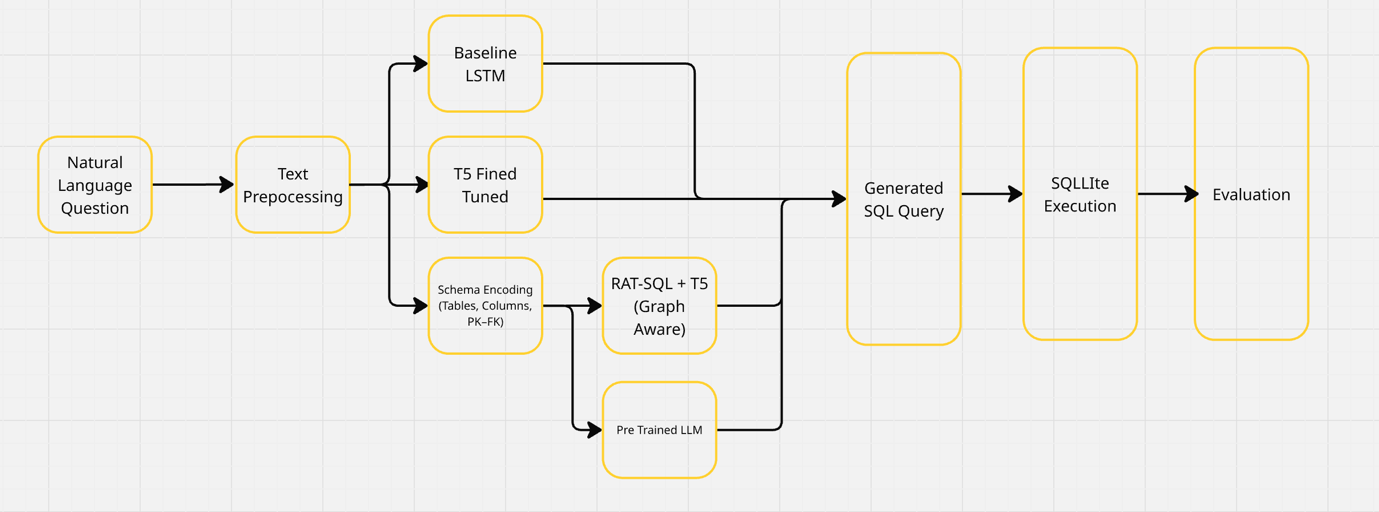 Natural
Language
Question
Text
Prepocessing
Baseline
LSTM
T5 Fined
Tuned
Schema Encoding
(Tables, Columns,
PK–FK)
RAT-SQL + T5
(Graph
Aware)
Pre Trained LLM
Generated
SQL Query
SQLLIte
Execution
Evaluation